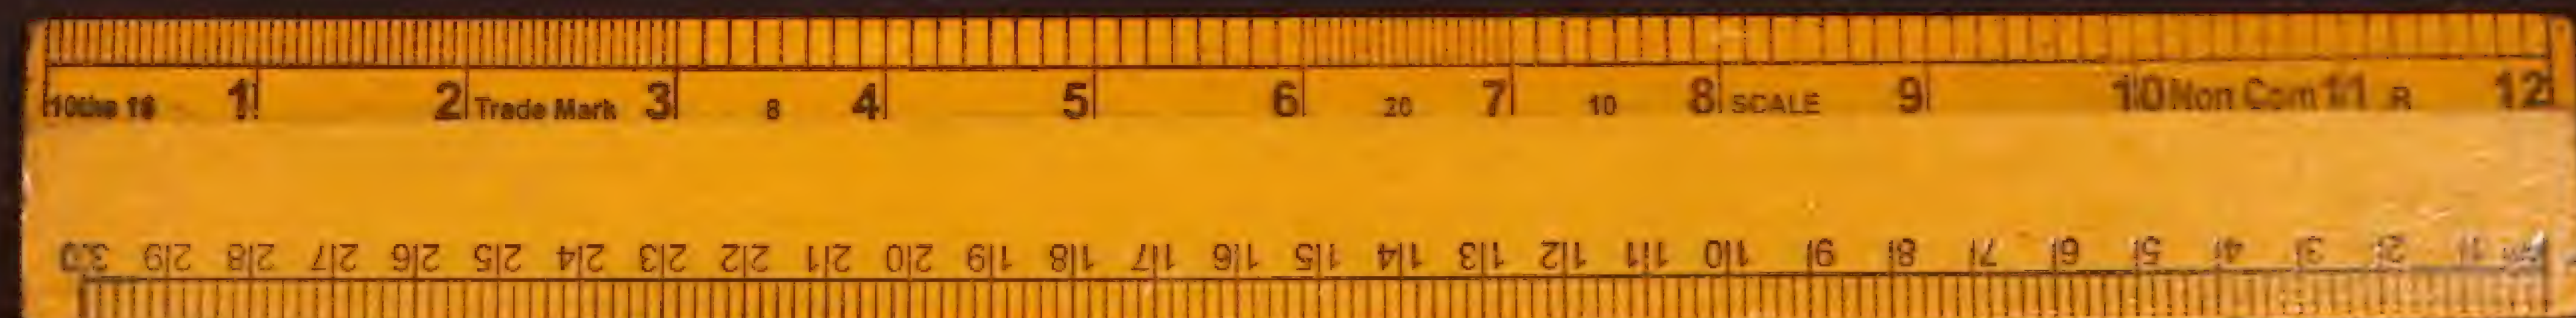 10ths 16 1 2 Trade Mark 3 8 4 5 6 20 7 10 8 SCALE 9 10 Non Com 11 R 12
30 29 28 27 26 25 24 23 22 21 20 19 18 17 16 15 14 13 12 11 10 9 8 7 6 5 4 3 2 1 cm